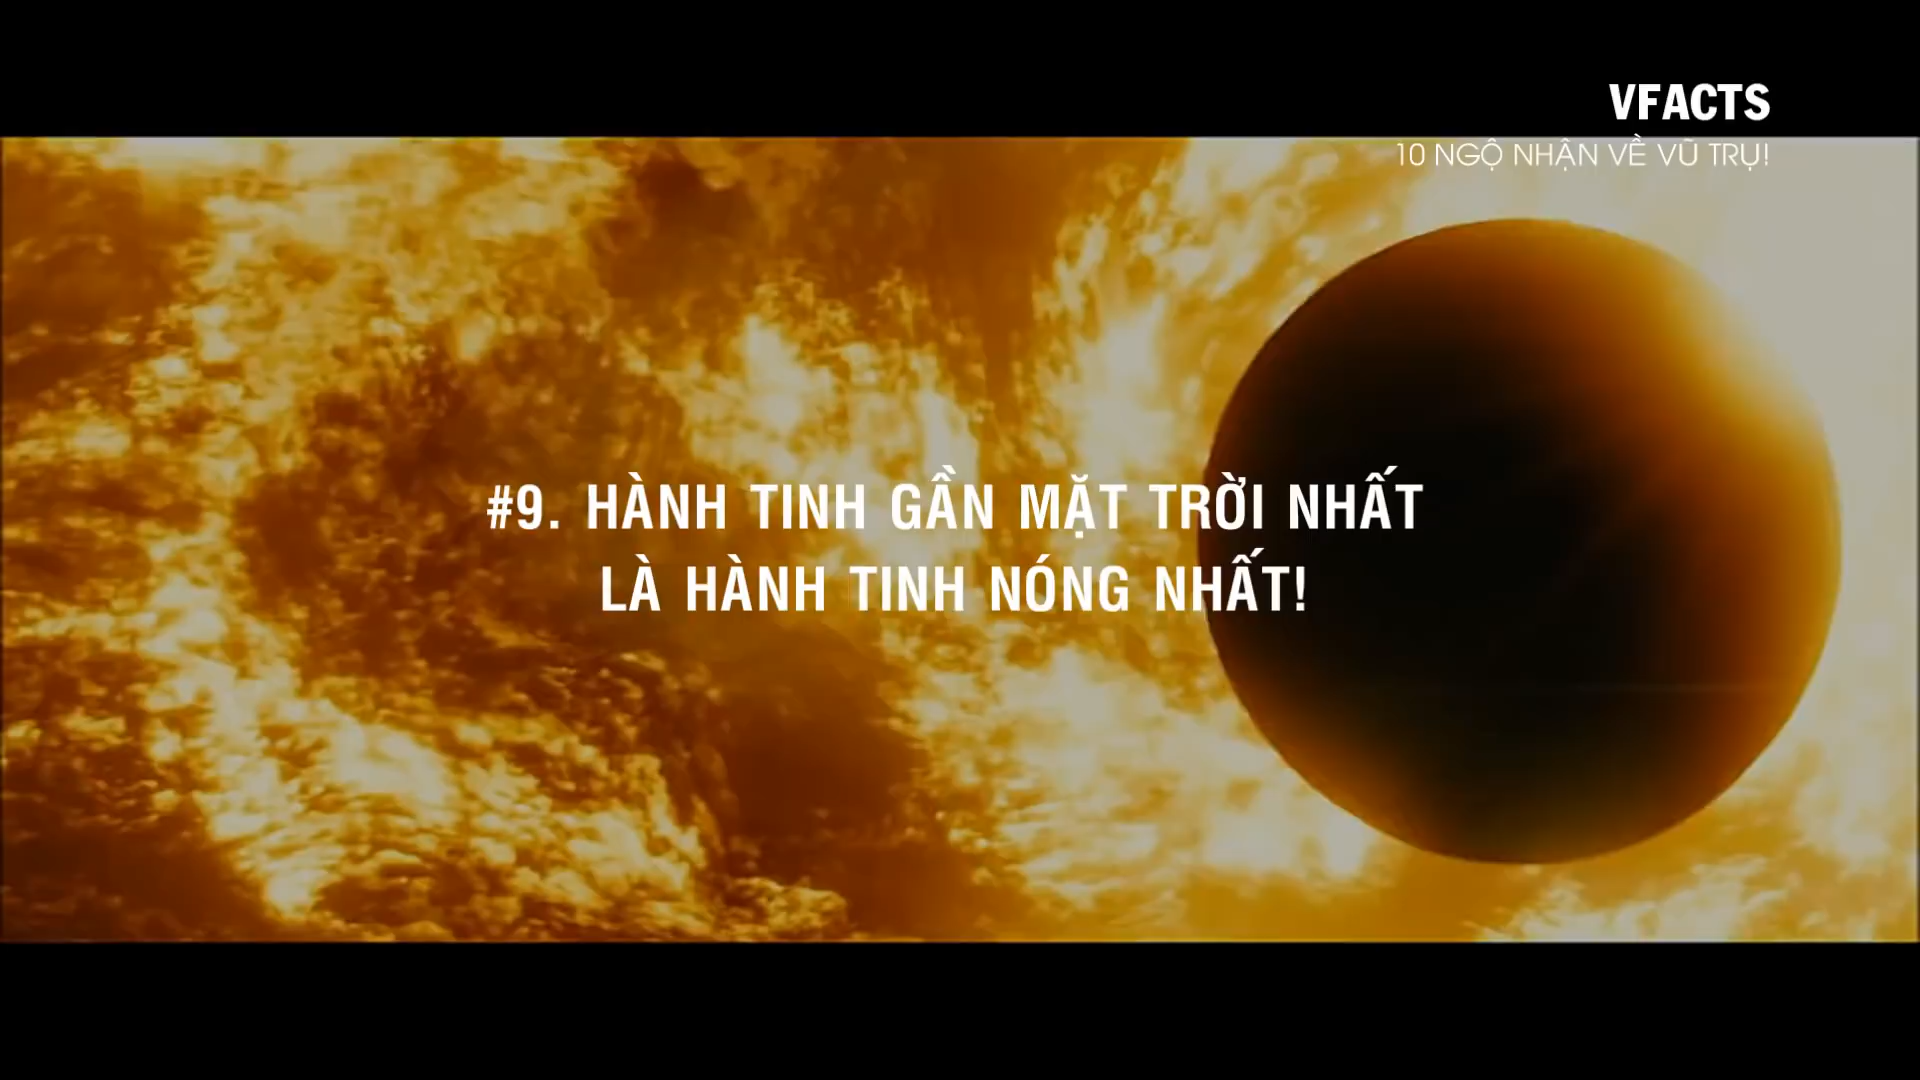 VFACTS
10 NGỘ NHẬN VỀ VŨ TRỤ!
#9. HÀNH TINH GẦN MẶT TRỜI NHẤT
LÀ HÀNH TINH NÓNG NHẤT!